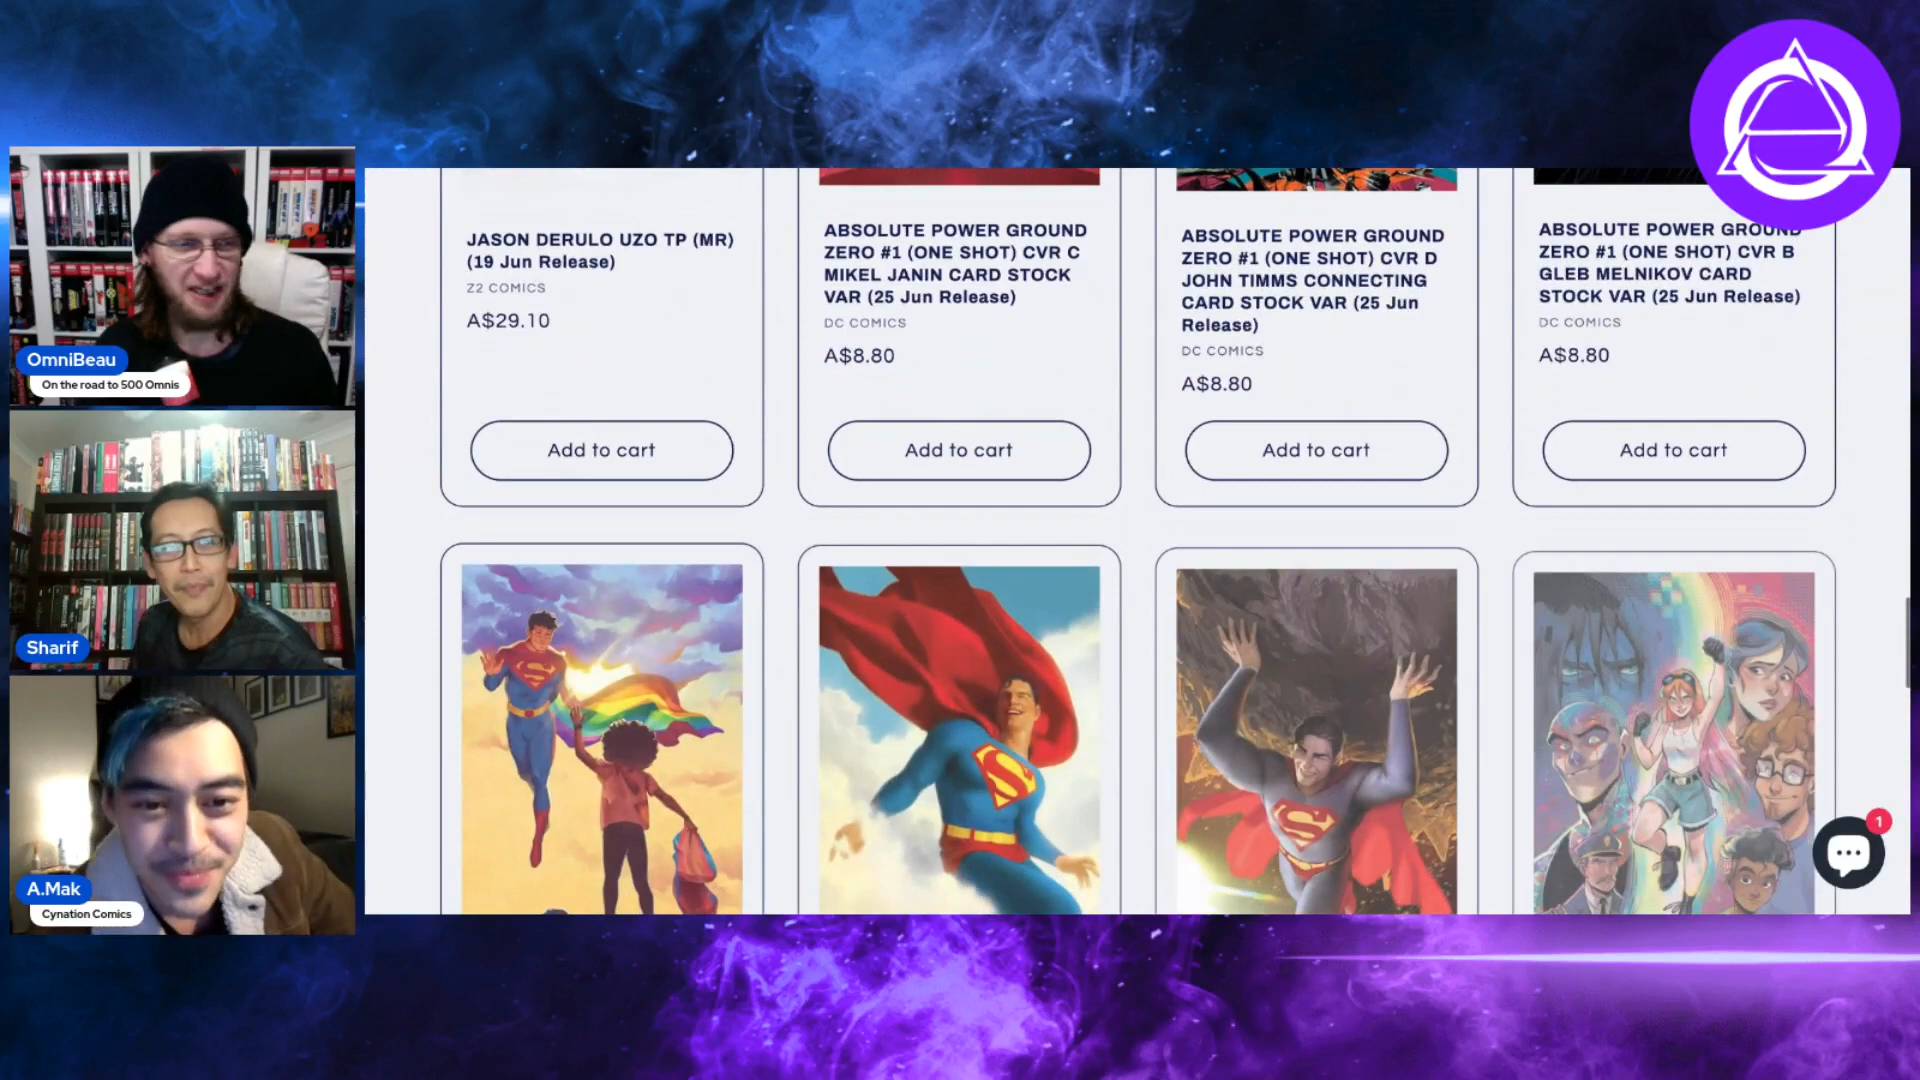 OmniBeau
On the road to 500 Omnis
Sharif
A.Mak
Cynation Comics
JASON DERULO UZO TP (MR)
(19 Jun Release)
Z2 COMICS
A$29.10
Add to cart
ABSOLUTE POWER GROUND
ZERO #1 (ONE SHOT) CVR C
MIKEL JANIN CARD STOCK
VAR (25 Jun Release)
DC COMICS
A$8.80
Add to cart
ABSOLUTE POWER GROUND
ZERO #1 (ONE SHOT) CVR D
JOHN TIMMS CONNECTING
CARD STOCK VAR (25 Jun
Release)
DC COMICS
A$8.80
Add to cart
ABSOLUTE POWER GROUND
ZERO #1 (ONE SHOT) CVR B
GLEB MELNIKOV CARD
STOCK VAR (25 Jun Release)
DC COMICS
A$8.80
Add to cart
1